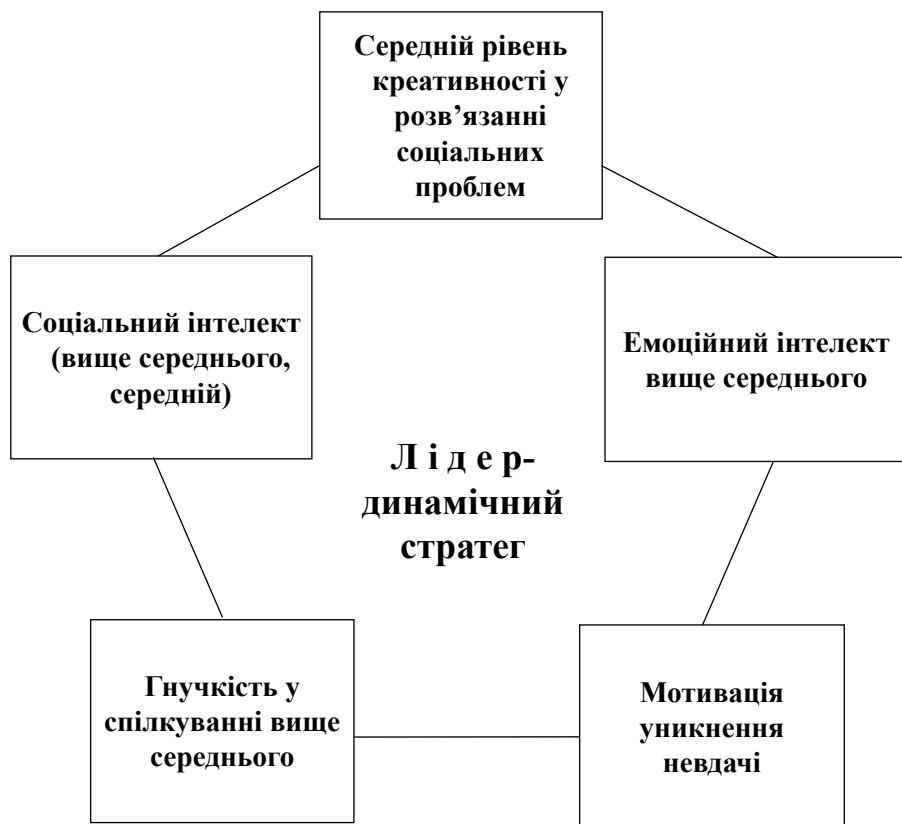 Середній рівень
креативності у
розв’язанні
соціальних
проблем
Соціальний інтелект
(вище середнього,
середній)
Емоційний інтелект
вище середнього
Л і д е р-
динамічний
стратег
Гнучкість у
спілкуванні вище
середнього
Мотивація
уникнення
невдачі